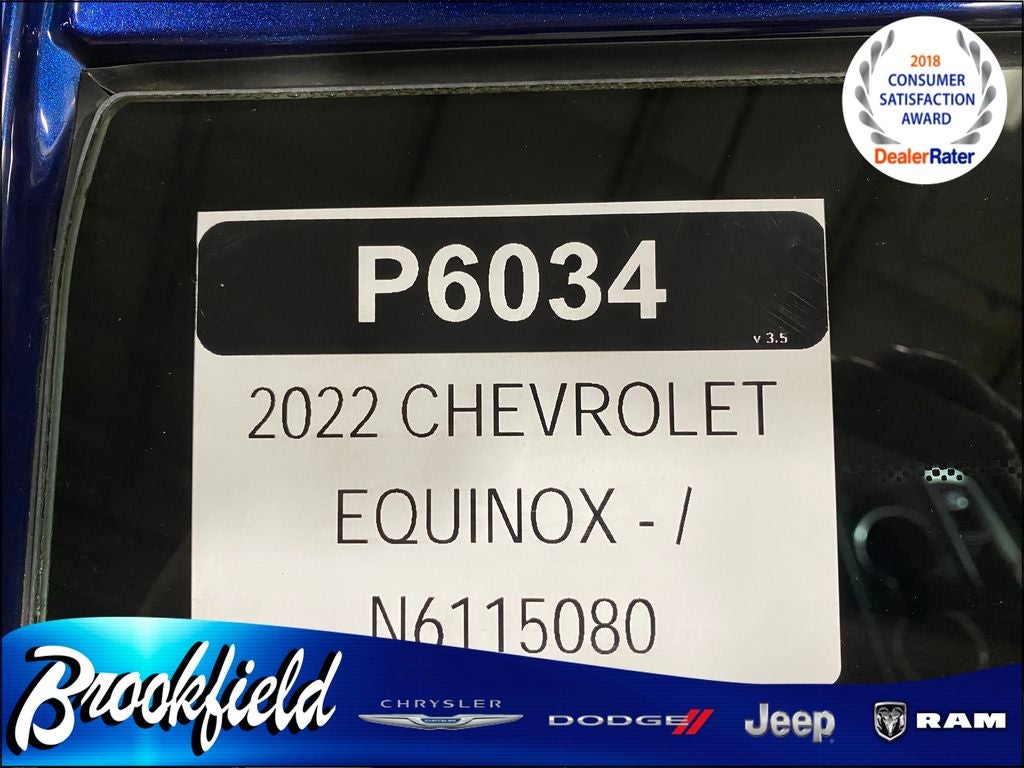 2018
CONSUMER
SATISFACTION
AWARD
DealerRater
P6034
v 3.5
2022 CHEVROLET
EQUINOX - /
N6115080
Brookfield
CHRYSLER
DODGE
Jeep
RAM